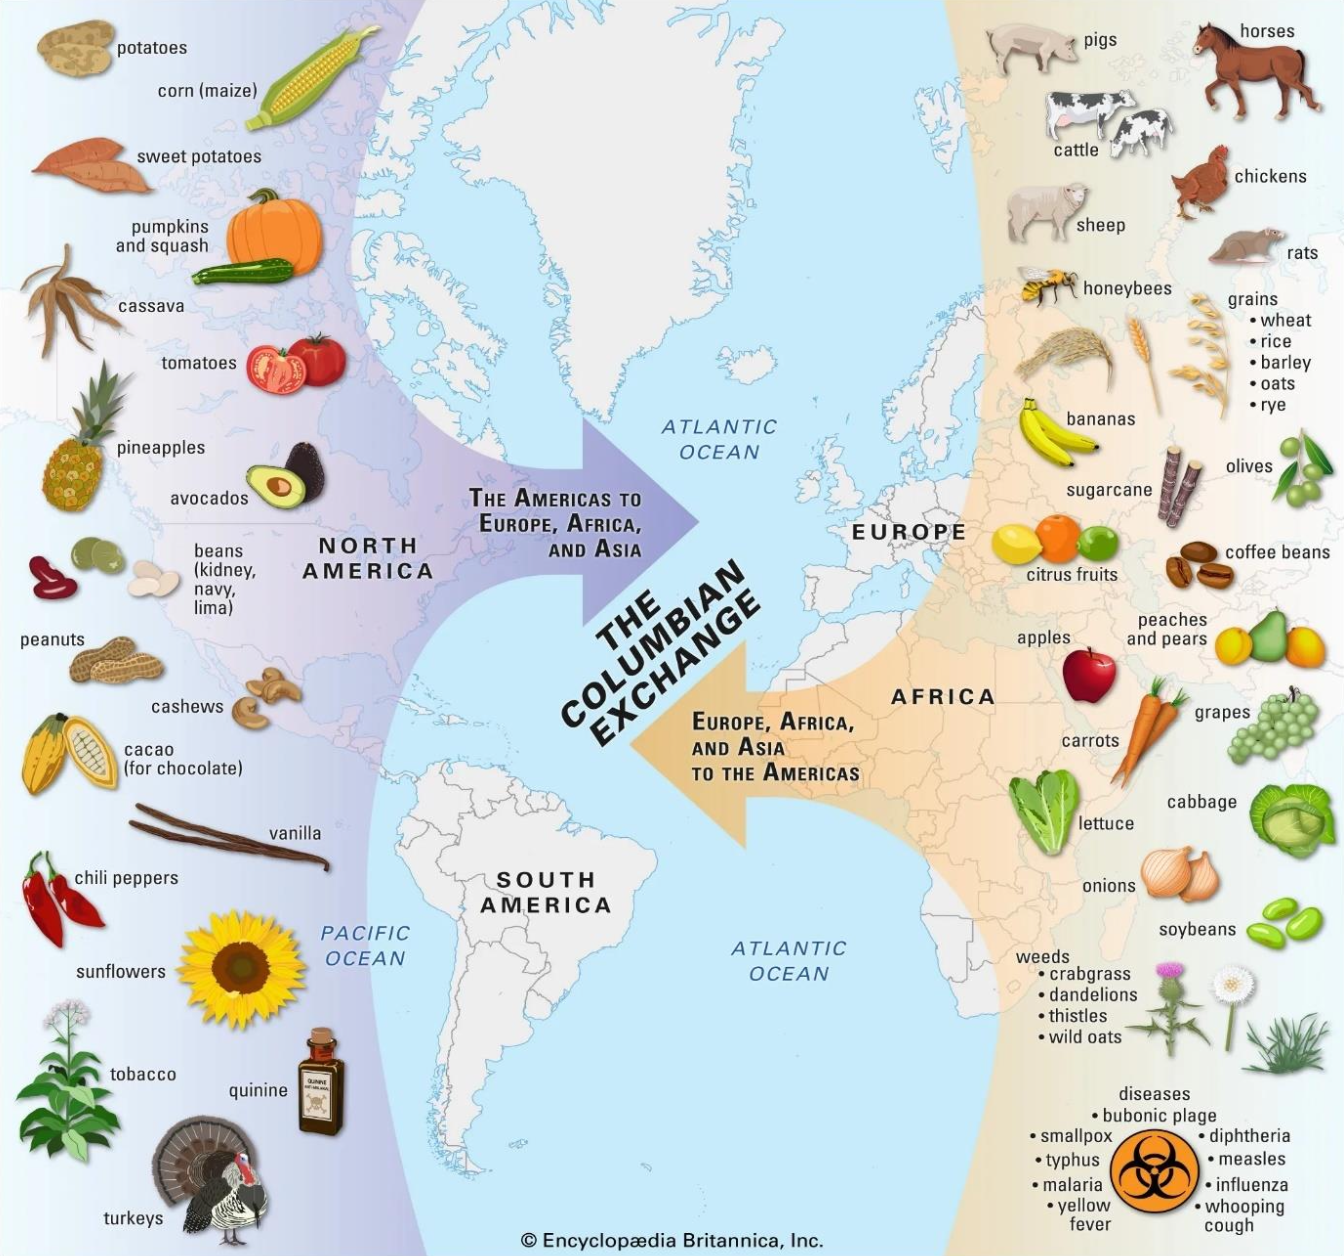 potatoes
corn (maize)
sweet potatoes
pumpkins
and squash
cassava
tomatoes
pineapples
avocados
beans
(kidney,
navy,
lima)
peanuts
cashews
cacao
(for chocolate)
vanilla
chili peppers
sunflowers
tobacco
quinine
QUININE
turkeys
NORTH
AMERICA
PACIFIC
OCEAN
THE AMERICAS TO
EUROPE, AFRICA,
AND ASIA
ATLANTIC
OCEAN
THE
COLUMBIAN
EXCHANGE
EUROPE
AFRICA
EUROPE, AFRICA,
AND ASIA
TO THE AMERICAS
SOUTH
AMERICA
ATLANTIC
OCEAN
pigs
horses
cattle
chickens
sheep
rats
honeybees
grains
• wheat
• rice
• barley
• oats
• rye
bananas
olives
sugarcane
citrus fruits
coffee beans
peaches
and pears
apples
grapes
carrots
cabbage
lettuce
onions
soybeans
weeds
• crabgrass
• dandelions
• thistles
• wild oats
diseases
• bubonic plage
• smallpox
• typhus
• malaria
• yellow
fever
• diphtheria
• measles
• influenza
• whooping
cough
© Encyclopædia Britannica, Inc.